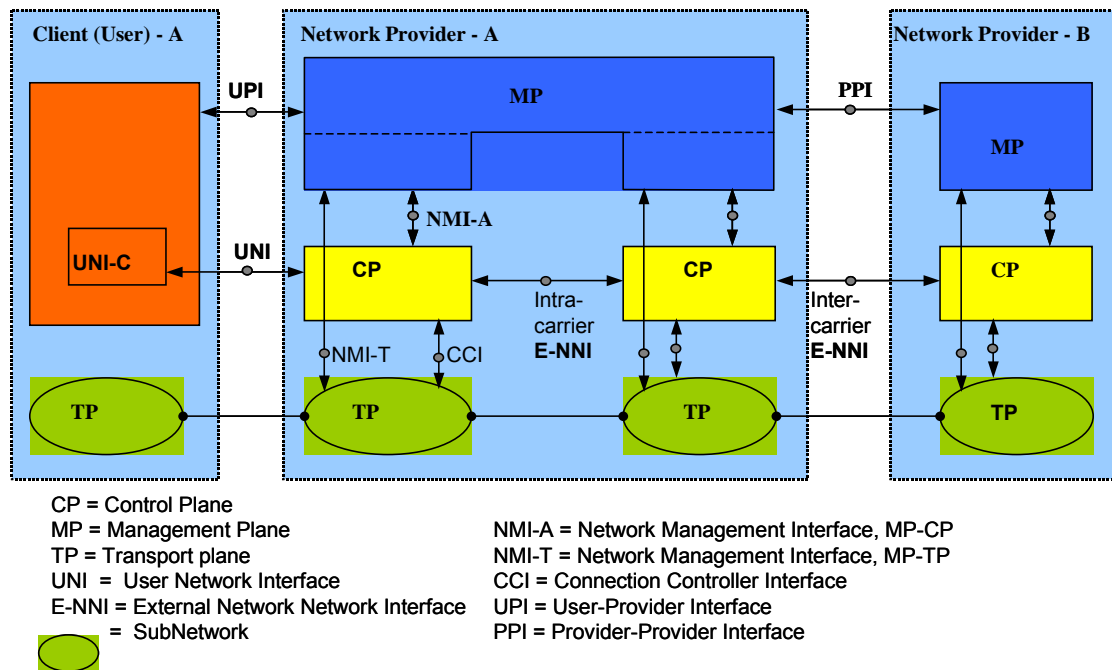 Client (User) - A
Network Provider - A
Network Provider - B
UPI
MP
PPI
MP
NMI-A
UNI-C
UNI
CP
CP
CP
Intra-
carrier
E-NNI
Inter-
carrier
E-NNI
NMI-T
CCI
TP
TP
TP
TP
CP = Control Plane
MP = Management Plane
TP = Transport plane
UNI = User Network Interface
E-NNI = External Network Network Interface
= SubNetwork
NMI-A = Network Management Interface, MP-CP
NMI-T = Network Management Interface, MP-TP
CCI = Connection Controller Interface
UPI = User-Provider Interface
PPI = Provider-Provider Interface